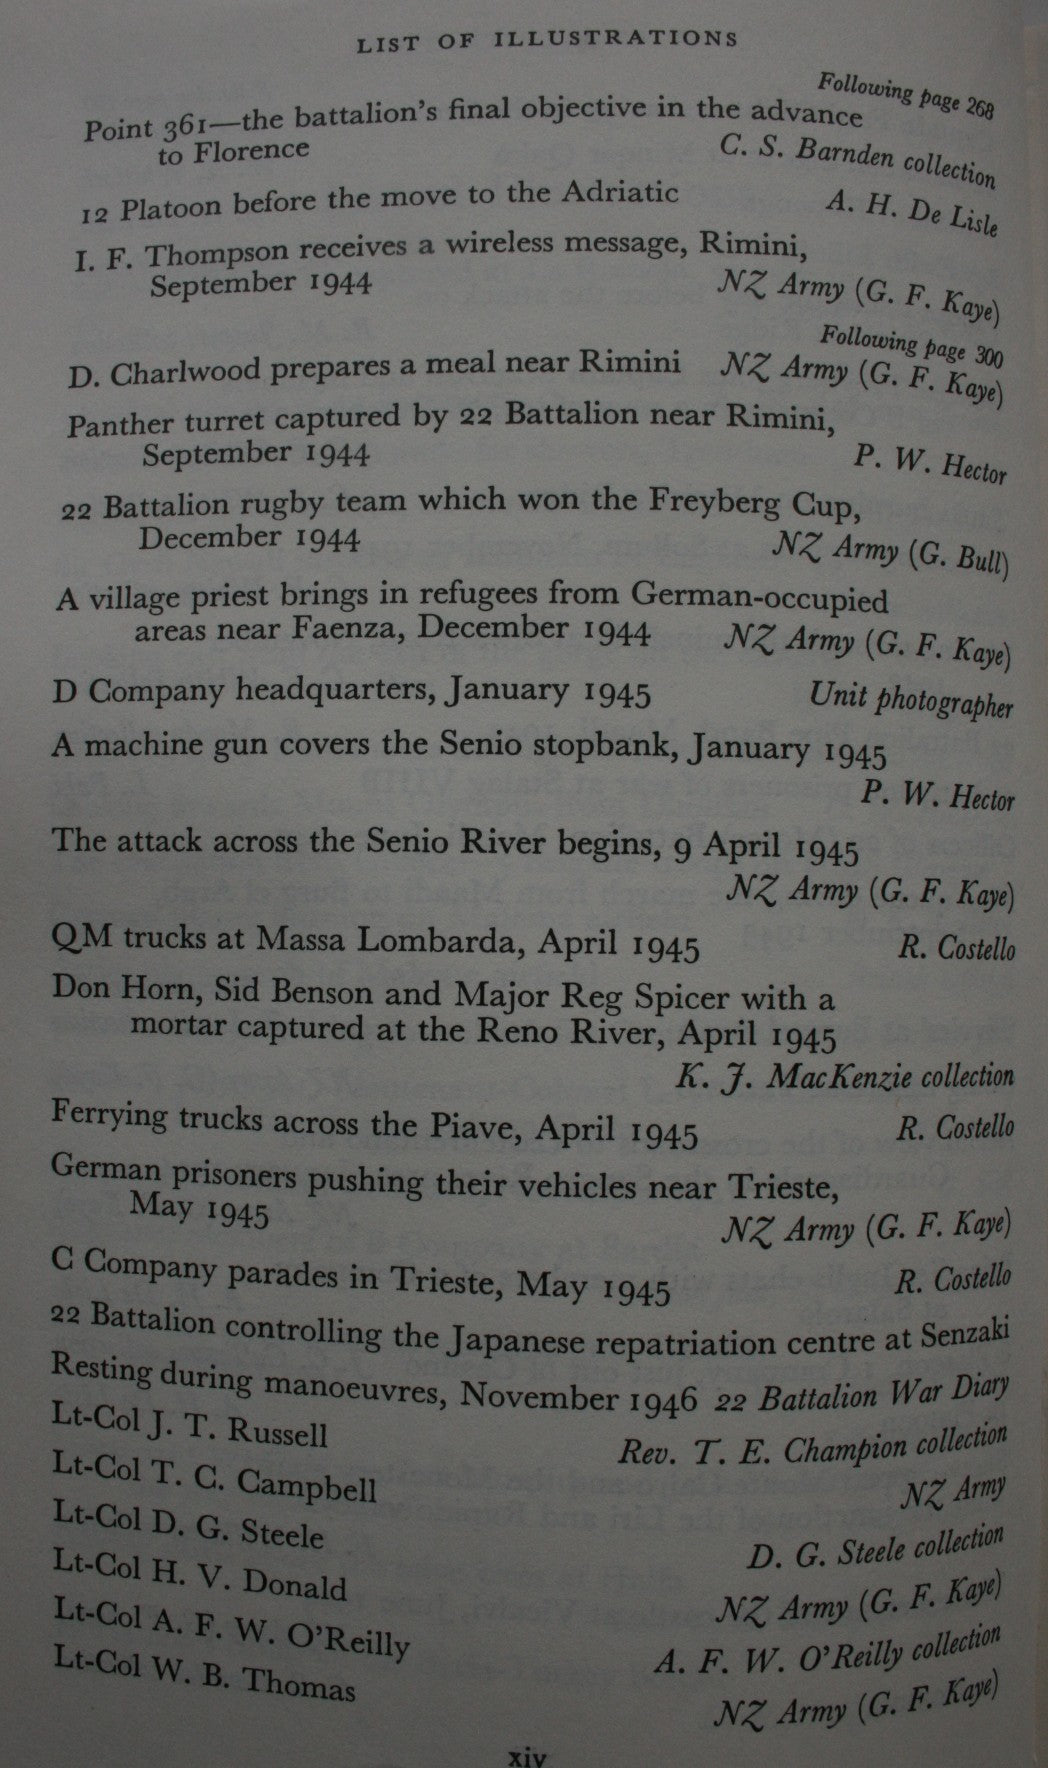 LIST OF ILLUSTRATIONS
Following page 268
Point 361—the battalion's final objective in the advance
to Florence C. S. Barnden collection
12 Platoon before the move to the Adriatic A. H. De Lisle
I. F. Thompson receives a wireless message, Rimini,
September 1944 NZ Army (G. F. Kaye)
Following page 300
D. Charlwood prepares a meal near Rimini NZ Army (G. F. Kaye)
Panther turret captured by 22 Battalion near Rimini,
September 1944 P. W. Hector
22 Battalion rugby team which won the Freyberg Cup,
December 1944 NZ Army (G. Bull)
A village priest brings in refugees from German-occupied
areas near Faenza, December 1944 NZ Army (G. F. Kaye)
D Company headquarters, January 1945 Unit photographer
A machine gun covers the Senio stopbank, January 1945
P. W. Hector
The attack across the Senio River begins, 9 April 1945
NZ Army (G. F. Kaye)
QM trucks at Massa Lombarda, April 1945 R. Costello
Don Horn, Sid Benson and Major Reg Spicer with a
mortar captured at the Reno River, April 1945
K. J. MacKenzie collection
Ferrying trucks across the Piave, April 1945 R. Costello
German prisoners pushing their vehicles near Trieste,
May 1945 NZ Army (G. F. Kaye)
C Company parades in Trieste, May 1945 R. Costello
22 Battalion controlling the Japanese repatriation centre at Senzaki
Resting during manoeuvres, November 1946 22 Battalion War Diary
Lt-Col J. T. Russell Rev. T. E. Champion collection
Lt-Col T. C. Campbell NZ Army
Lt-Col D. G. Steele D. G. Steele collection
Lt-Col H. V. Donald NZ Army (G. F. Kaye)
Lt-Col A. F. W. O'Reilly A. F. W. O'Reilly collection
Lt-Col W. B. Thomas NZ Army (G. F. Kaye)
xiv